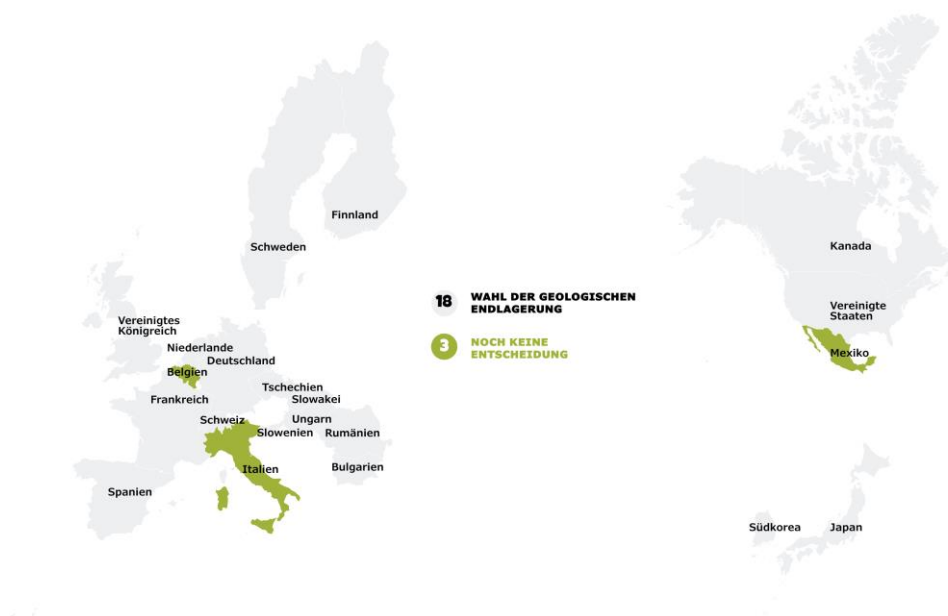 Finnland
Schweden
Kanada
18
WAHL DER GEOLOGISCHEN
ENDLAGERUNG
Vereinigte
Staaten
Vereinigtes
Königreich
3
NOCH KEINE
ENTSCHEIDUNG
Niederlande
Deutschland
Mexiko
Belgien
Tschechien
Frankreich
Slowakei
Schweiz
Ungarn
Slowenien
Rumänien
Italien
Bulgarien
Spanien
Südkorea
Japan